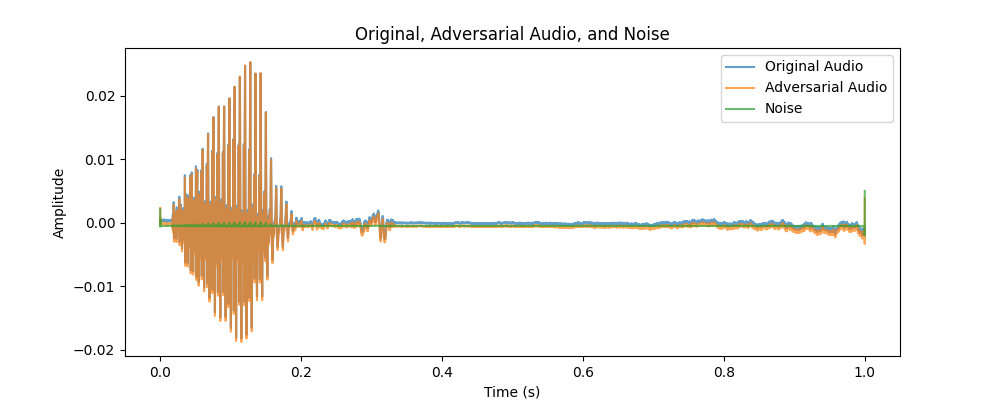 Original, Adversarial Audio, and Noise
Original Audio
Adversarial Audio
Noise
Amplitude
0.02
0.01
0.00
−0.01
−0.02
0.0 0.2 0.4 0.6 0.8 1.0
Time (s)